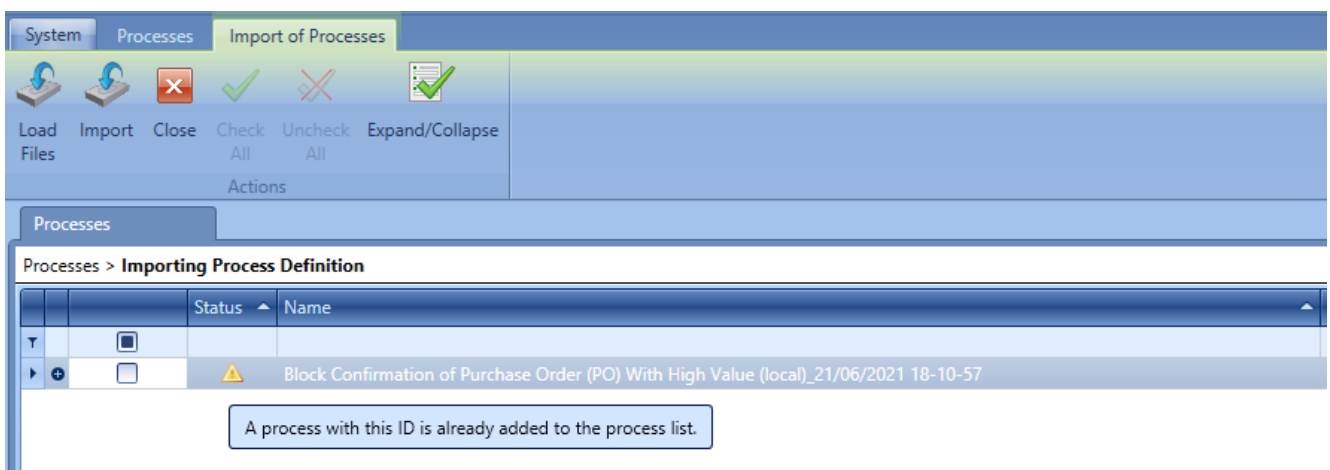 System Processes Import of Processes
Load Files Import Close Check All Uncheck All Expand/Collapse
Actions
Processes
Processes > Importing Process Definition
Status Name
Block Confirmation of Purchase Order (PO) With High Value (local)_21/06/2021 18-10-57
A process with this ID is already added to the process list.